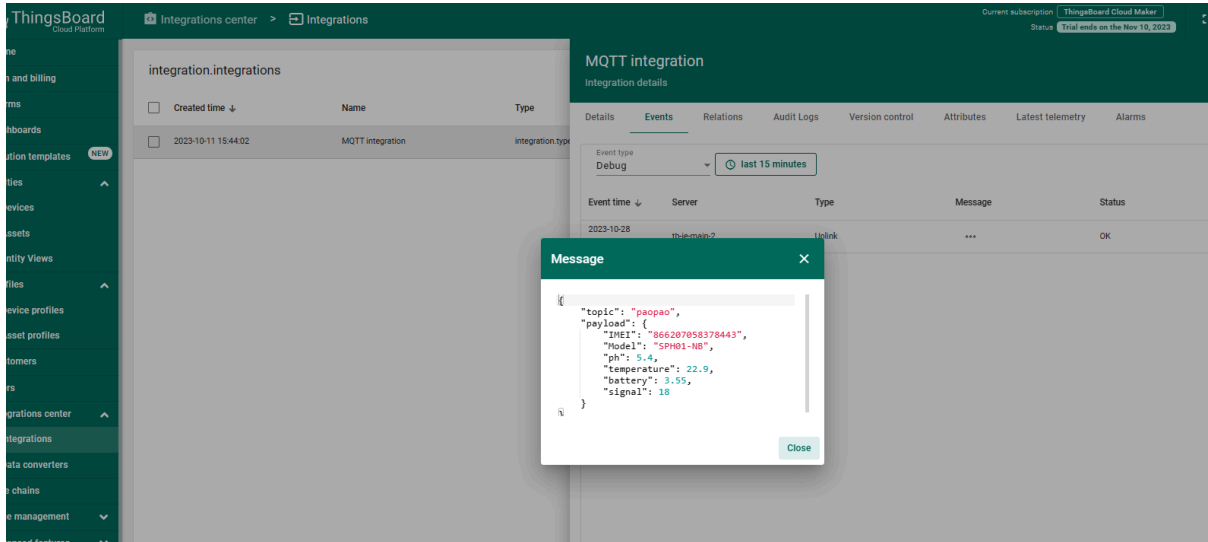 ThingsBoard
Cloud Platform
Integrations center > Integrations
Current subscription ThingsBoard Cloud Maker
Status Trial ends on the Nov 10, 2023
me
n and billing
rms
hboards
ution templates NEW
ities
evices
ssets
ntity Views
files
evice profiles
sset profiles
tomers
rs
grations center
ntegrations
ata converters
e chains
e management
integration.integrations
Created time Name Type
2023-10-11 15:44:02 MQTT integration integration.type
MQTT integration
Integration details
Details Events Relations Audit Logs Version control Attributes Latest telemetry Alarms
Event type
Debug
last 15 minutes
Event time Server Type Message Status
2023-10-28
tb-ie-main-2 Uplink ••• OK
Message
{
"topic": "paopao",
"payload": {
"IMEI": "866207058378443",
"Model": "SPH01-NB",
"ph": 5.4,
"temperature": 22.9,
"battery": 3.55,
"signal": 18
}
}
Close